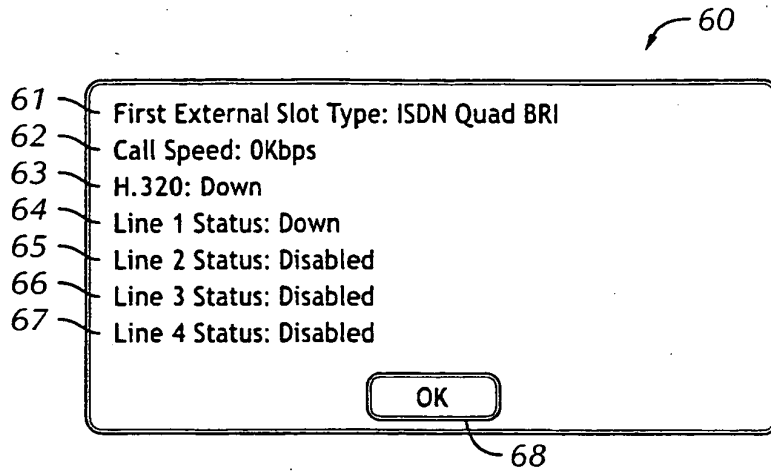 60
61 First External Slot Type: ISDN Quad BRI
62 Call Speed: 0Kbps
63 H.320: Down
64 Line 1 Status: Down
65 Line 2 Status: Disabled
66 Line 3 Status: Disabled
67 Line 4 Status: Disabled
OK
68